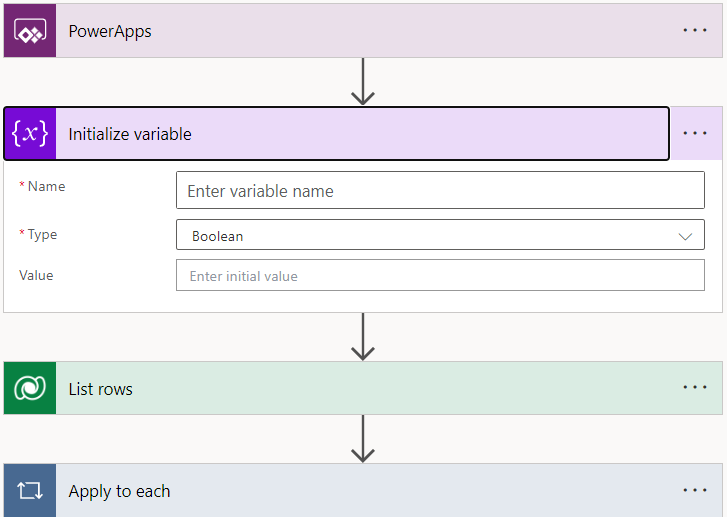 PowerApps
{x} Initialize variable
* Name Enter variable name
* Type Boolean
Value Enter initial value
List rows
Apply to each